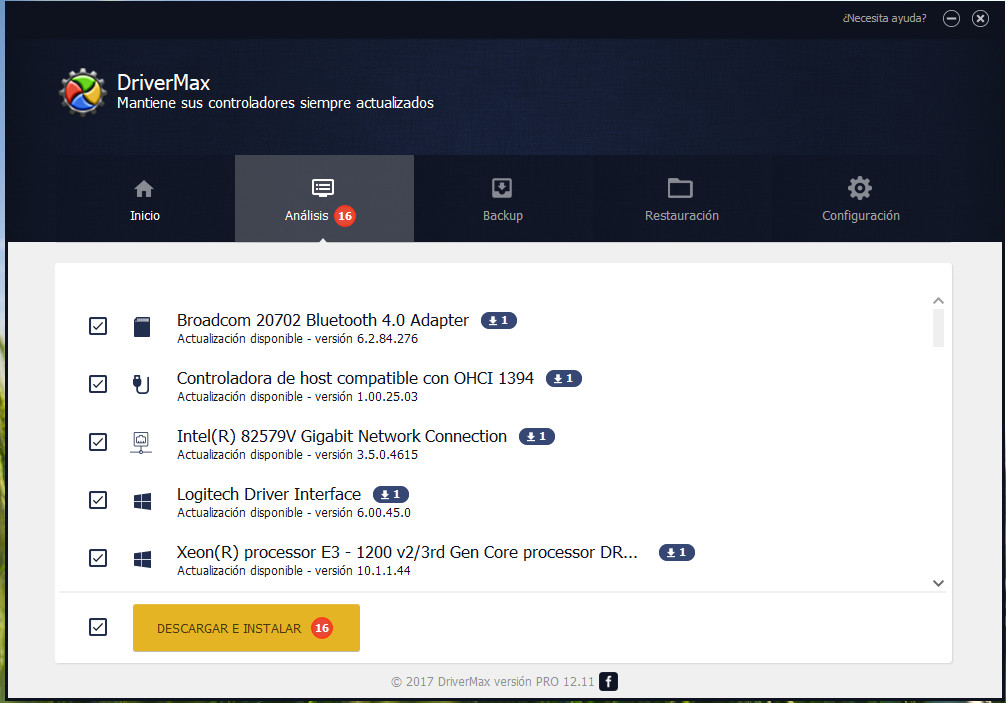 ¿Necesita ayuda?
DriverMax
Mantiene sus controladores siempre actualizados
Inicio
Análisis 16
Backup
Restauración
Configuración
Broadcom 20702 Bluetooth 4.0 Adapter 1
Actualización disponible - versión 6.2.84.276
Controladora de host compatible con OHCI 1394 1
Actualización disponible - versión 1.00.25.03
Intel(R) 82579V Gigabit Network Connection 1
Actualización disponible - versión 3.5.0.4615
Logitech Driver Interface 1
Actualización disponible - versión 6.00.45.0
Xeon(R) processor E3 - 1200 v2/3rd Gen Core processor DR... 1
Actualización disponible - versión 10.1.1.44
DESCARGAR E INSTALAR 16
© 2017 DriverMax versión PRO 12.11 f